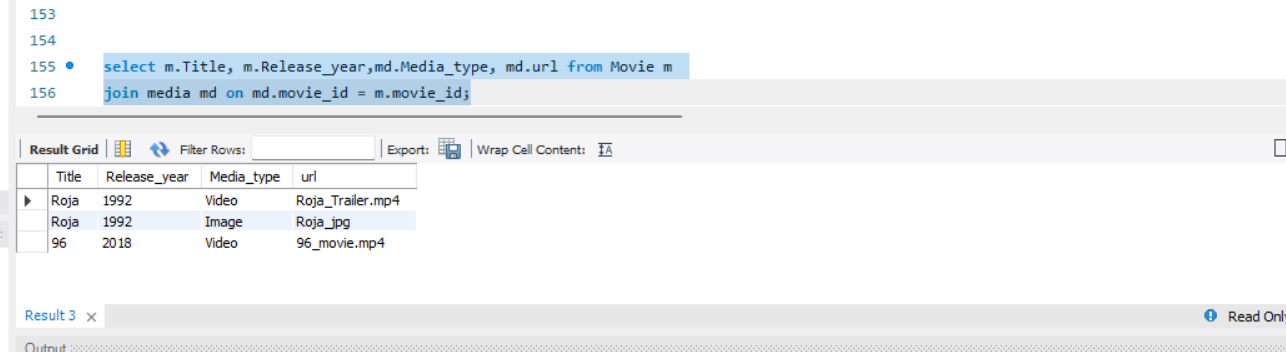 153
154
155 select m.Title, m.Release_year,md.Media_type, md.url from Movie m
156 join media md on md.movie_id = m.movie_id;
Result Grid Filter Rows: Export: Wrap Cell Content: IA
Title Release_year Media_type url
Roja 1992 Video Roja_Trailer.mp4
Roja 1992 Image Roja_jpg
96 2018 Video 96_movie.mp4
Result 3 Read Only
Output